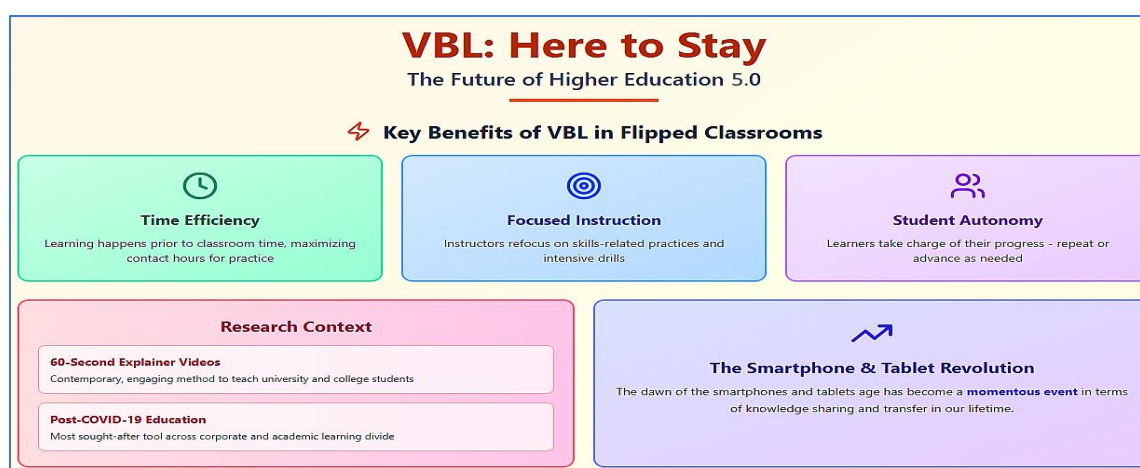 VBL: Here to Stay
The Future of Higher Education 5.0
Key Benefits of VBL in Flipped Classrooms
Time Efficiency
Learning happens prior to classroom time, maximizing
contact hours for practice
Focused Instruction
Instructors refocus on skills-related practices and
intensive drills
Student Autonomy
Learners take charge of their progress - repeat or
advance as needed
Research Context
60-Second Explainer Videos
Contemporary, engaging method to teach university and college students
Post-COVID-19 Education
Most sought-after tool across corporate and academic learning divide
The Smartphone & Tablet Revolution
The dawn of the smartphones and tablets age has become a momentous event in terms
of knowledge sharing and transfer in our lifetime.